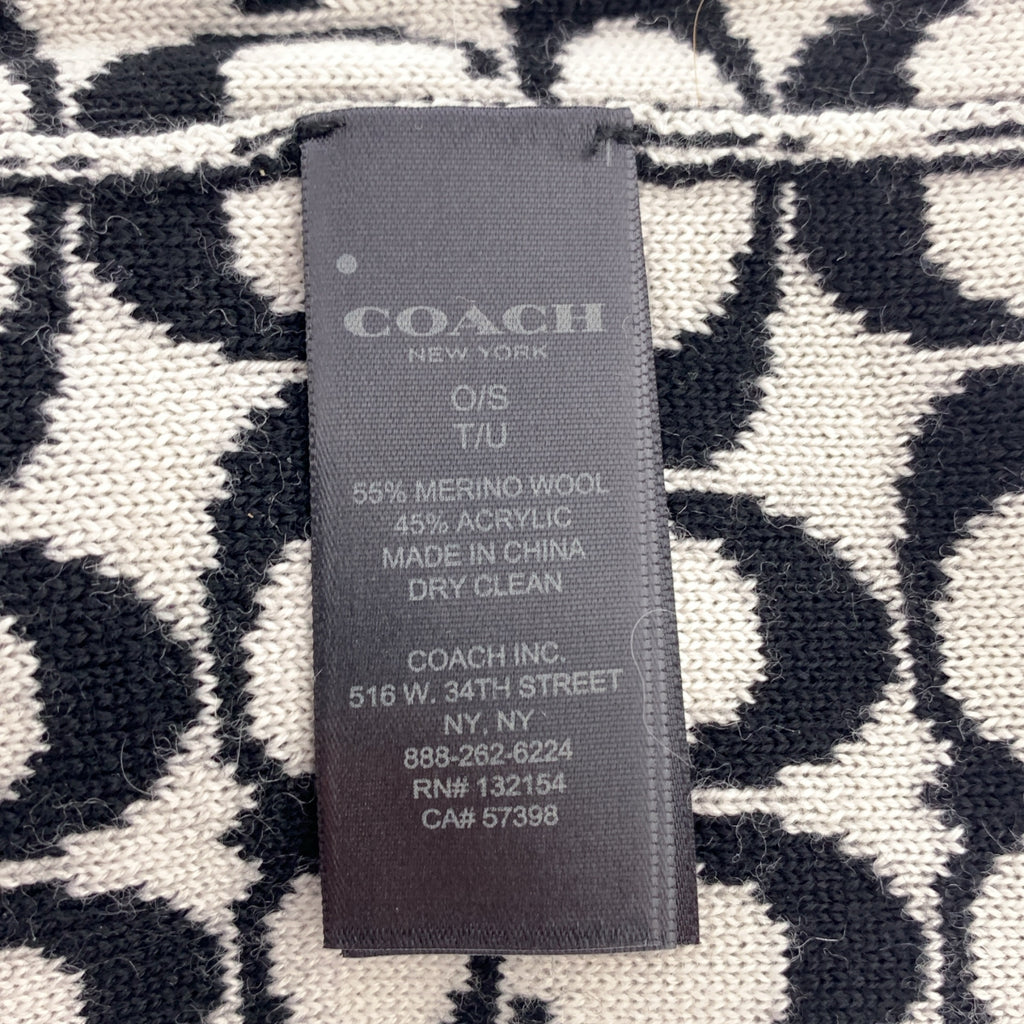 COACH
NEW YORK
O/S
T/U
55% MERINO WOOL
45% ACRYLIC
MADE IN CHINA
DRY CLEAN
COACH INC.
516 W. 34TH STREET
NY, NY
888-262-6224
RN# 132154
CA# 57398